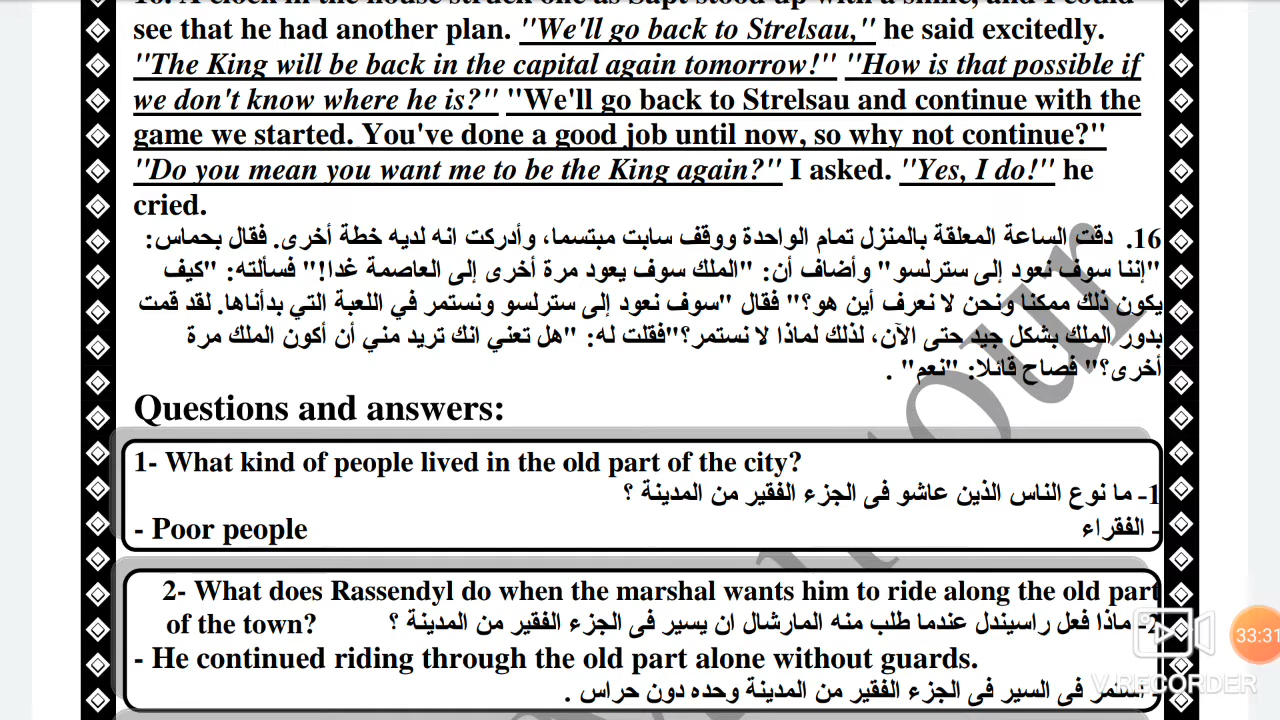 see that he had another plan. "We'll go back to Strelsau," he said excitedly.
"The King will be back in the capital again tomorrow!" "How is that possible if
we don't know where he is?" "We'll go back to Strelsau and continue with the
game we started. You've done a good job until now, so why not continue?"
"Do you mean you want me to be the King again?" I asked. "Yes, I do!" he
cried.
16. دقت الساعة المعلقة بالمنزل تمام الواحدة ووقف سابت مبتسما، وأدركت انه لديه خطة أخرى. فقال بحماس:
"إننا سوف نعود إلى سترلسو" وأضاف أن: "الملك سوف يعود مرة أخرى إلى العاصمة غدا!" فسألته: "كيف
يكون ذلك ممكنا ونحن لا نعرف أين هو؟" فقال "سوف نعود إلى سترلسو ونستمر في اللعبة التي بدأناها. لقد قمت
بدور الملك بشكل جيد حتى الآن، لذلك لماذا لا نستمر؟"فقلت له: "هل تعني انك تريد مني أن أكون الملك مرة
أخرى؟" فصاح قائلا: "نعم" .
Questions and answers:
1- What kind of people lived in the old part of the city?
1- ما نوع الناس الذين عاشو فى الجزء الفقير من المدينة ؟
- Poor people
- الفقراء
2- What does Rassendyl do when the marshal wants him to ride along the old part
of the town?
2- ماذا فعل راسيندل عندما طلب منه المارشال ان يسير فى الجزء الفقير من المدينة ؟
- He continued riding through the old part alone without guards.
- استمر فى السير فى الجزء الفقير من المدينة وحده دون حراس .
33:31
V RECORDER